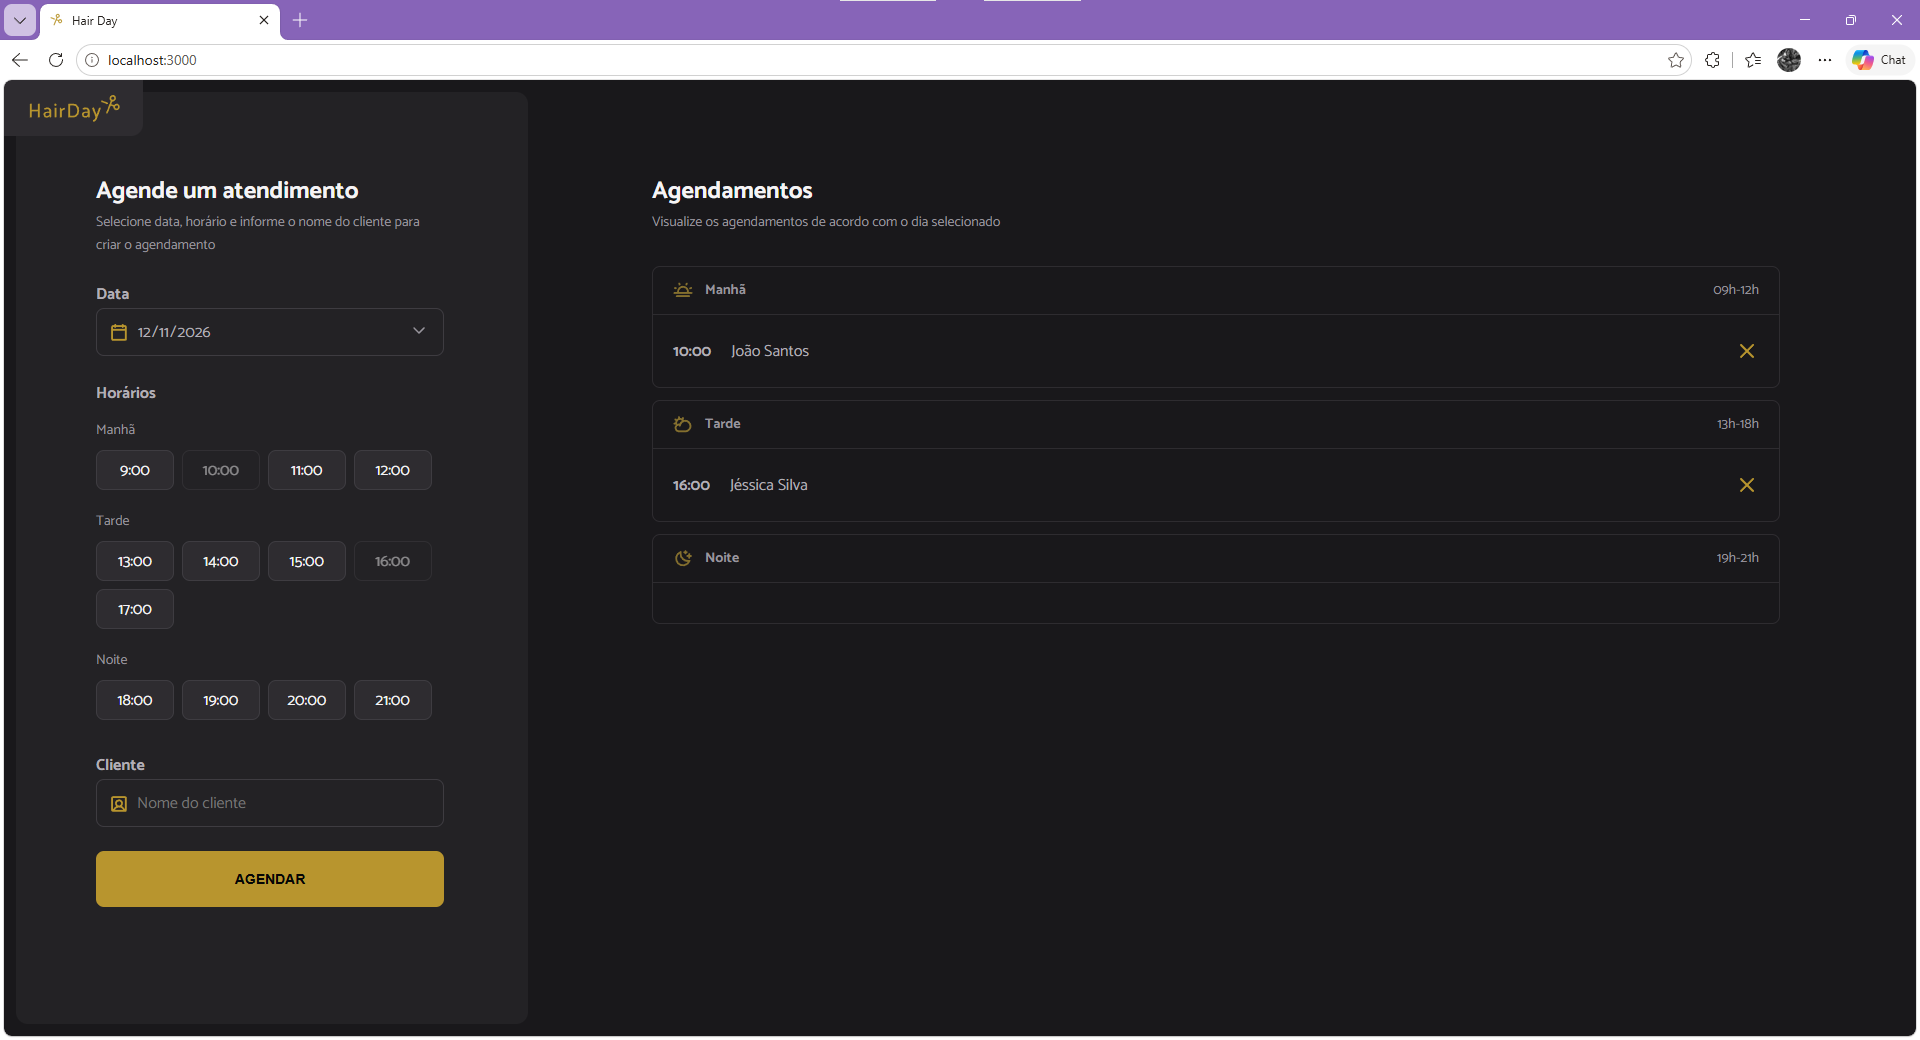 Hair Day
localhost:3000
Chat
HairDay
Agende um atendimento
Selecione data, horário e informe o nome do cliente para
criar o agendamento
Data
12/11/2026
Horários
Manhã
9:00 10:00 11:00 12:00
Tarde
13:00 14:00 15:00 16:00
17:00
Noite
18:00 19:00 20:00 21:00
Cliente
Nome do cliente
AGENDAR
Agendamentos
Visualize os agendamentos de acordo com o dia selecionado
Manhã 09h-12h
10:00 João Santos
Tarde 13h-18h
16:00 Jéssica Silva
Noite 19h-21h